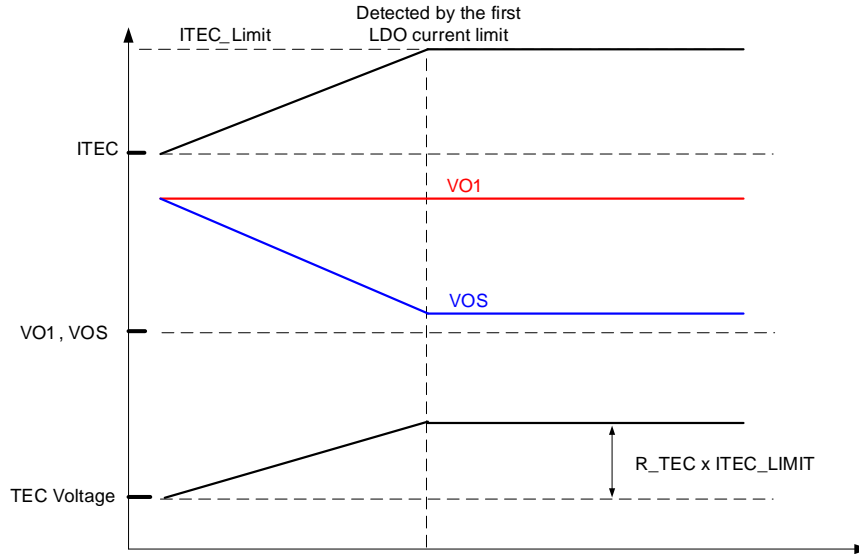 Detected by the first
ITEC_Limit
LDO current limit
ITEC
VO1
VOS
VO1 , VOS
R_TEC x ITEC_LIMIT
TEC Voltage